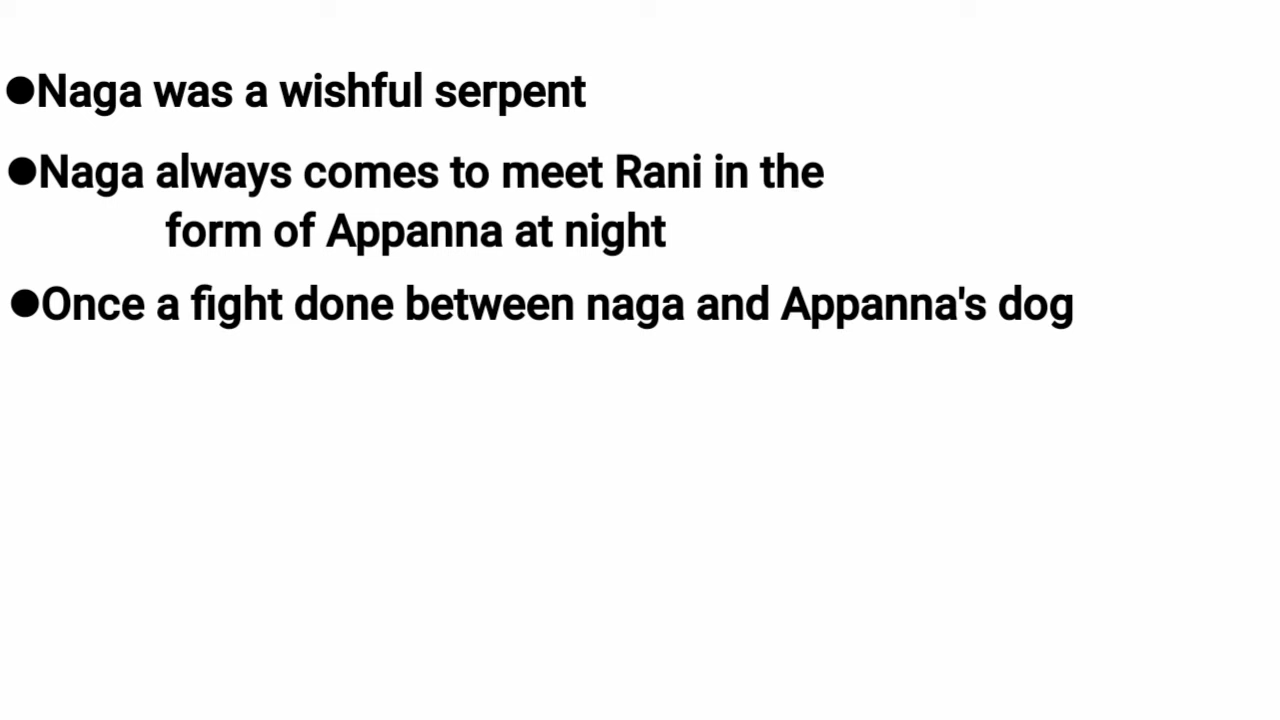 ●Naga was a wishful serpent
●Naga always comes to meet Rani in the
form of Appanna at night
●Once a fight done between naga and Appanna's dog